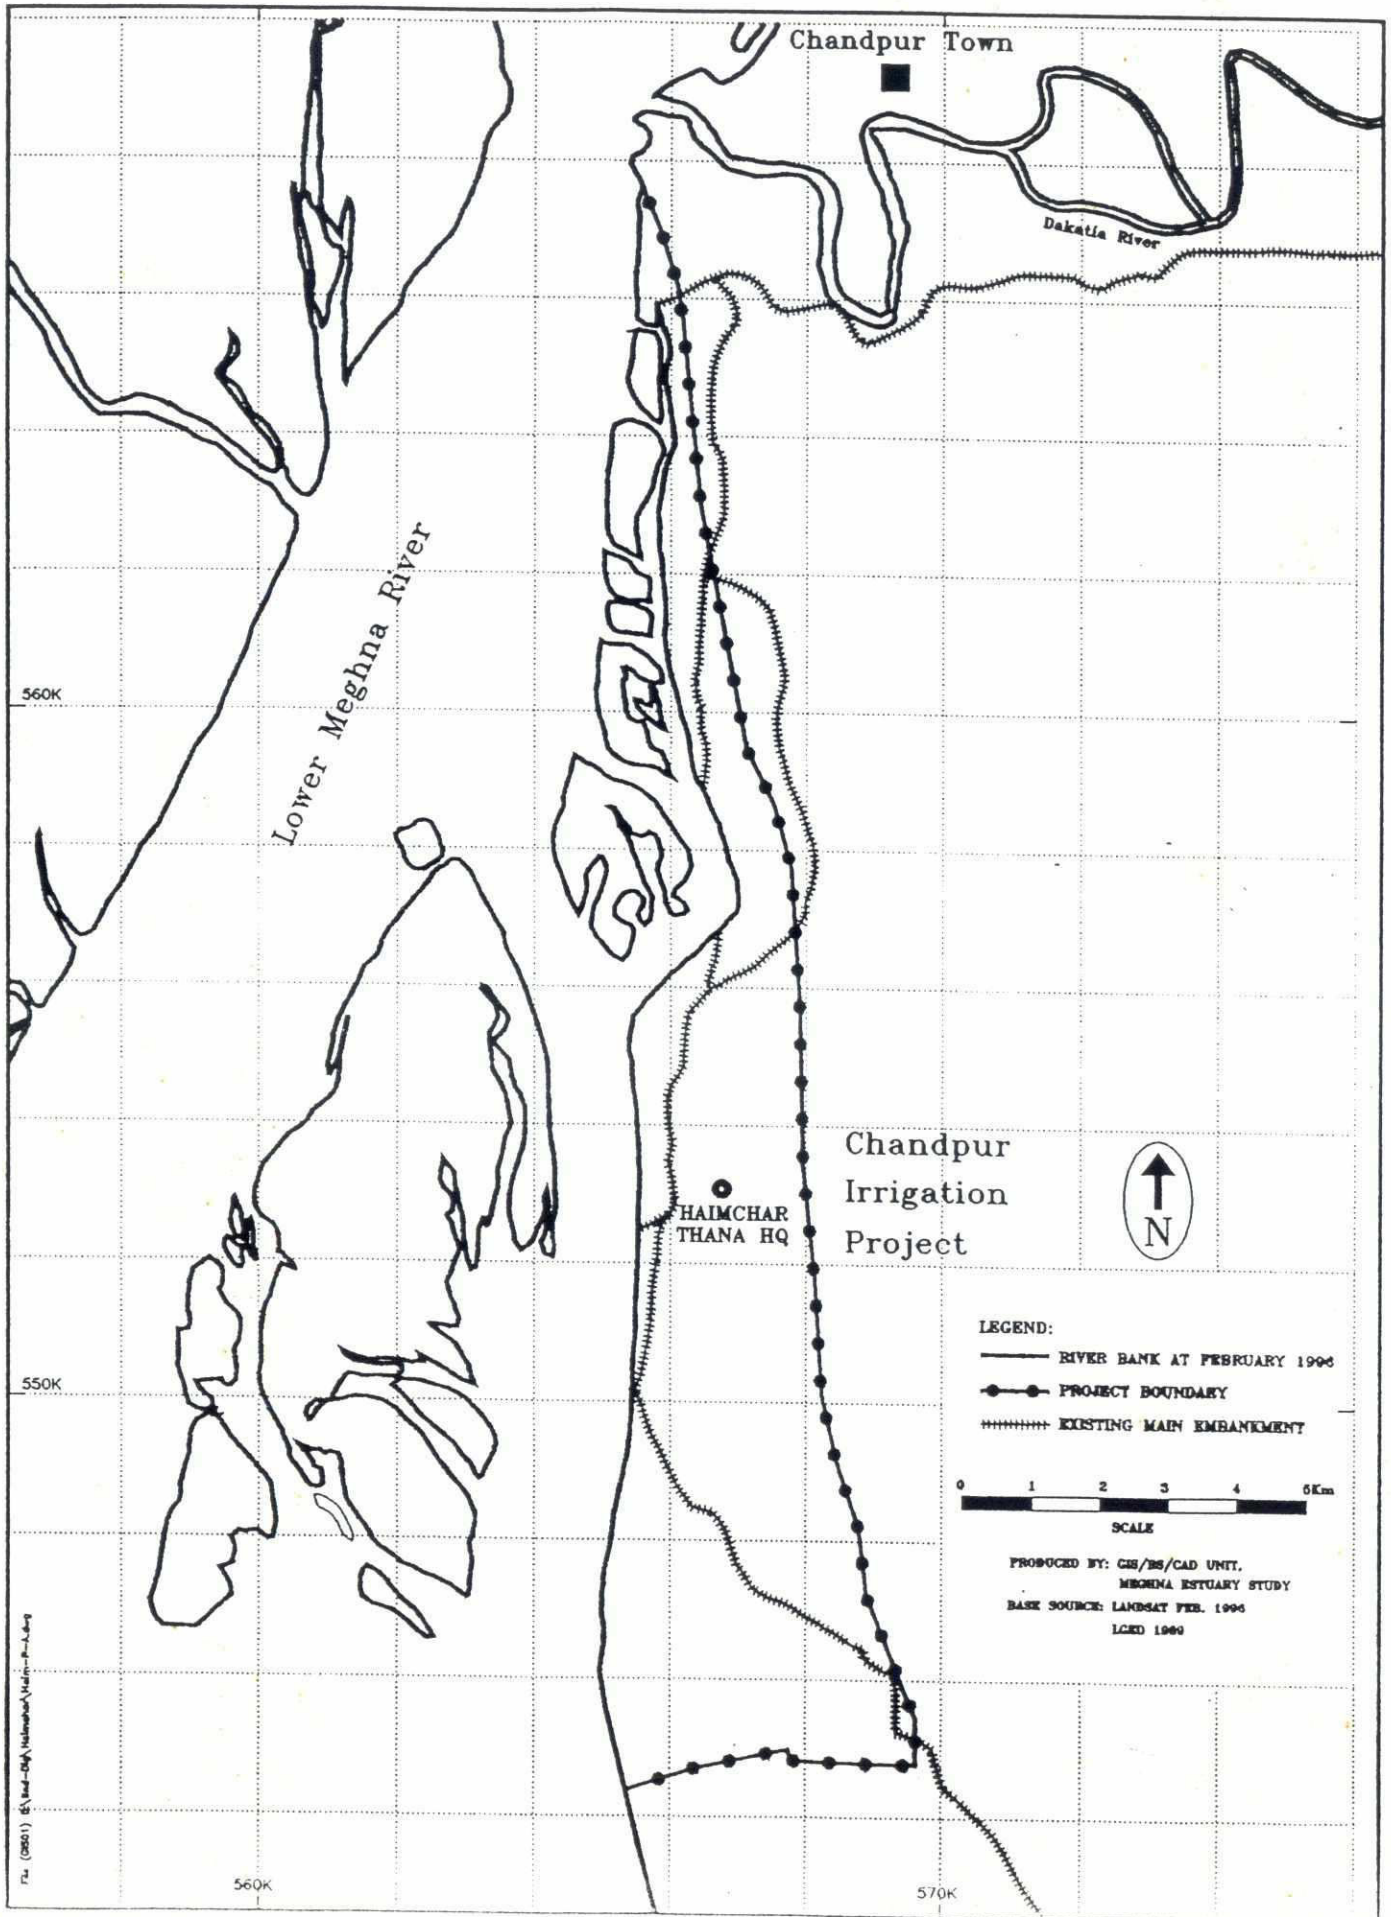 Chandpur Town
Dakatia River
Lower Meghna River
560K
Chandpur
Irrigation
Project
HAIMCHAR
THANA HQ
N
LEGEND:
RIVER BANK AT FEBRUARY 1996
PROJECT BOUNDARY
EXISTING MAIN EMBANKMENT
550K
0 1 2 3 4 5Km
SCALE
PRODUCED BY: GIS/RS/CAD UNIT,
MEGHNA ESTUARY STUDY
BASE SOURCE: LANDSAT FEB. 1996
LGED 1989
560K
570K